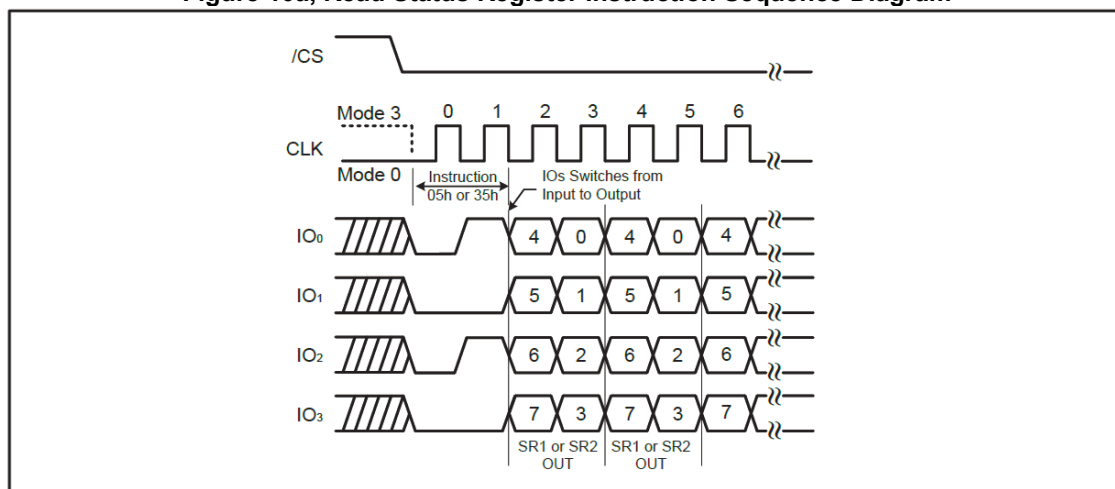 Figure 10a, Read Status Register Instruction Sequence Diagram
/CS
Mode 3 0 1 2 3 4 5 6
CLK
Mode 0
Instruction
05h or 35h
IOs Switches from
Input to Output
IO0 4 0 4 0 4
IO1 5 1 5 1 5
IO2 6 2 6 2 6
IO3 7 3 7 3 7
SR1 or SR2
OUT
SR1 or SR2
OUT